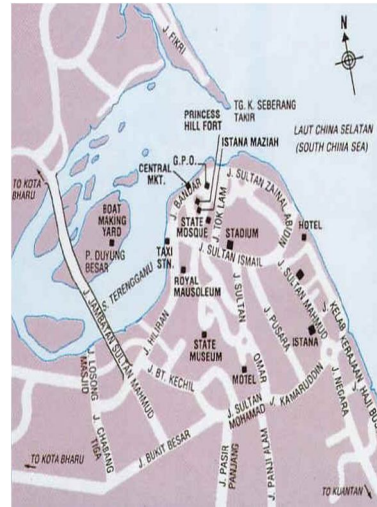 J. FIKRI
N
TG. K. SEBERANG
TAKIR
PRINCESS
HILL FORT
LAUT CHINA SELATAN
(SOUTH CHINA SEA)
ISTANA MAZIAH
G.P.O.
CENTRAL
MKT.
TO KOTA
BHARU
J. BANDAR
J. SULTAN ZAINAL ABIDIN
J. TOK LAM
BOAT
MAKING
YARD
P. DUYUNG
BESAR
STATE
MOSQUE
HOTEL
STADIUM
TAXI
STN.
J. SULTAN ISMAIL
S. TERENGGANU
ROYAL
MAUSOLEUM
J. SULTAN
OMAR
J. SULTAN MAHMUD
J. JAMBATAN SULTAN MAHMUD
J. HILIRAN
J. PUSARA
J. KELAB KERAJAAN
ISTANA
STATE
MUSEUM
J. LOSONG
MASJID
J. BT. KECHIL
MOTEL
J. KAMARUDDIN
J. NEGARA
J. SULTAN
MOHAMAD
J. CHABANG
TIGA
J. BUKIT BESAR
J. PASIR
PANJANG
TO KOTA BHARU
TO KUANTAN